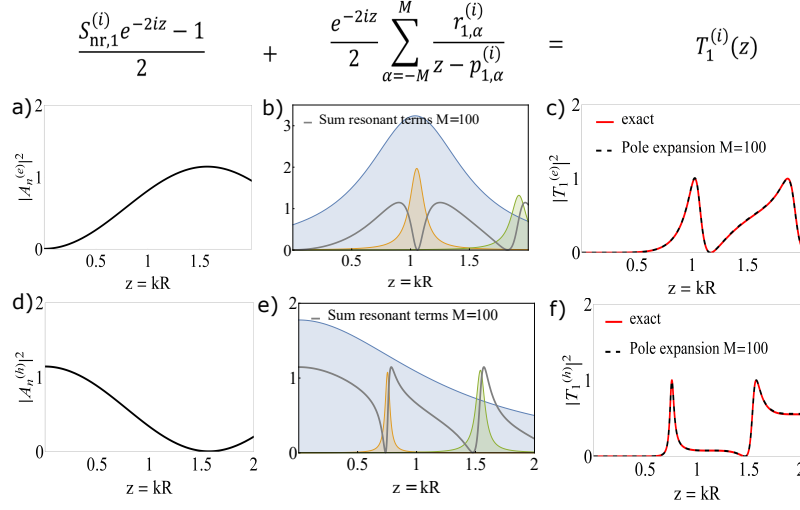 S_{nr,1}^{(i)} e^{-2iz} − 1 / 2 + e^{-2iz} / 2 ∑_{α=−M}^{M} r_{1,α}^{(i)} / z − p_{1,α}^{(i)} = T_1^{(i)}(z)
a)
2
1
0
|A_n^{(e)}|^2
0.5 1 1.5
z = kR
b)
Sum resonant terms M=100
3
2
1
0
0.5 1 1.5
z = kR
c)
exact
Pole expansion M=100
2
1
0
|T_1^{(e)}|^2
0.5 1 1.5
z = kR
d)
2
1
0
|A_n^{(h)}|^2
0.5 1 1.5 2
z = kR
e)
Sum resonant terms M=100
2
1
0
0.5 1 1.5 2
z = kR
f)
exact
Pole expansion M=100
2
1
0
|T_1^{(h)}|^2
0.5 1 1.5
z = kR